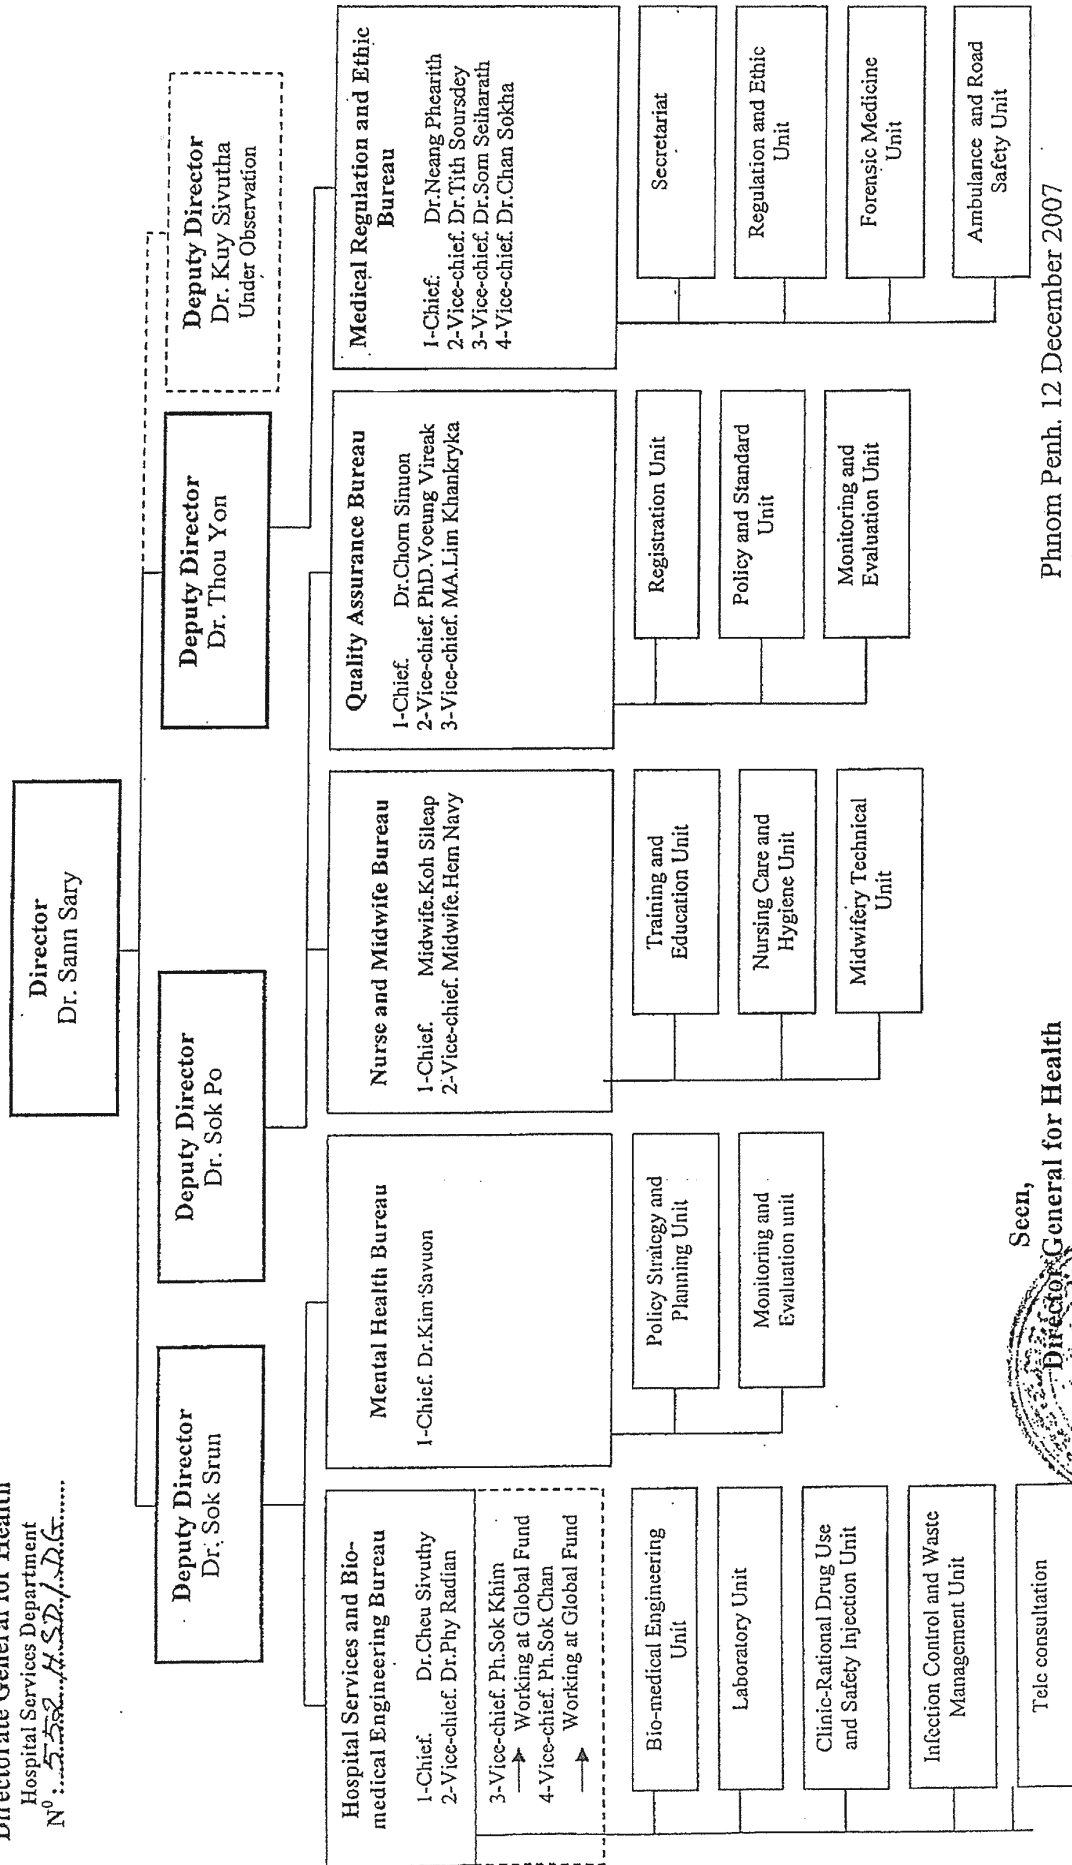 Directorate General for Health
Hospital Services Department
N⁰ :.....552..H.S.D./.D.G......
Director
Dr. Sann Sary
Deputy Director
Dr. Sok Srun
Deputy Director
Dr. Sok Po
Deputy Director
Dr. Thou Yon
Deputy Director
Dr. Kuy Sivutha
Under Observation
Hospital Services and Bio-
medical Engineering Bureau
1-Chief. Dr.Cheu Sivuthy
2-Vice-chief. Dr.Phy Radian
3-Vice-chief. Ph.Sok Khim
→ Working at Global Fund
4-Vice-chief. Ph.Sok Chan
→ Working at Global Fund
Bio-medical Engineering
Unit
Laboratory Unit
Clinic-Rational Drug Use
and Safety Injection Unit
Infection Control and Waste
Management Unit
Tele consultation
Mental Health Bureau
1-Chief. Dr.Kim Savuon
Policy Strategy and
Planning Unit
Monitoring and
Evaluation unit
Nurse and Midwife Bureau
1-Chief. Midwife.Koh Sileap
2-Vice-chief. Midwife.Hem Navy
Training and
Education Unit
Nursing Care and
Hygiene Unit
Midwifery Technical
Unit
Quality Assurance Bureau
1-Chief. Dr.Chorn Sinuon
2-Vice-chief. PhD.Voeung Vireak
3-Vice-chief. MA.Lim Khankryka
Registration Unit
Policy and Standard
Unit
Monitoring and
Evaluation Unit
Medical Regulation and Ethic
Bureau
1-Chief. Dr.Neang Phearith
2-Vice-chief. Dr.Tith Soursdey
3-Vice-chief. Dr.Som Seiharath
4-Vice-chief. Dr.Chan Sokha
Secretariat
Regulation and Ethic
Unit
Forensic Medicine
Unit
Ambulance and Road
Safety Unit
Seen,
Director General for Health
Phnom Penh. 12 December 2007